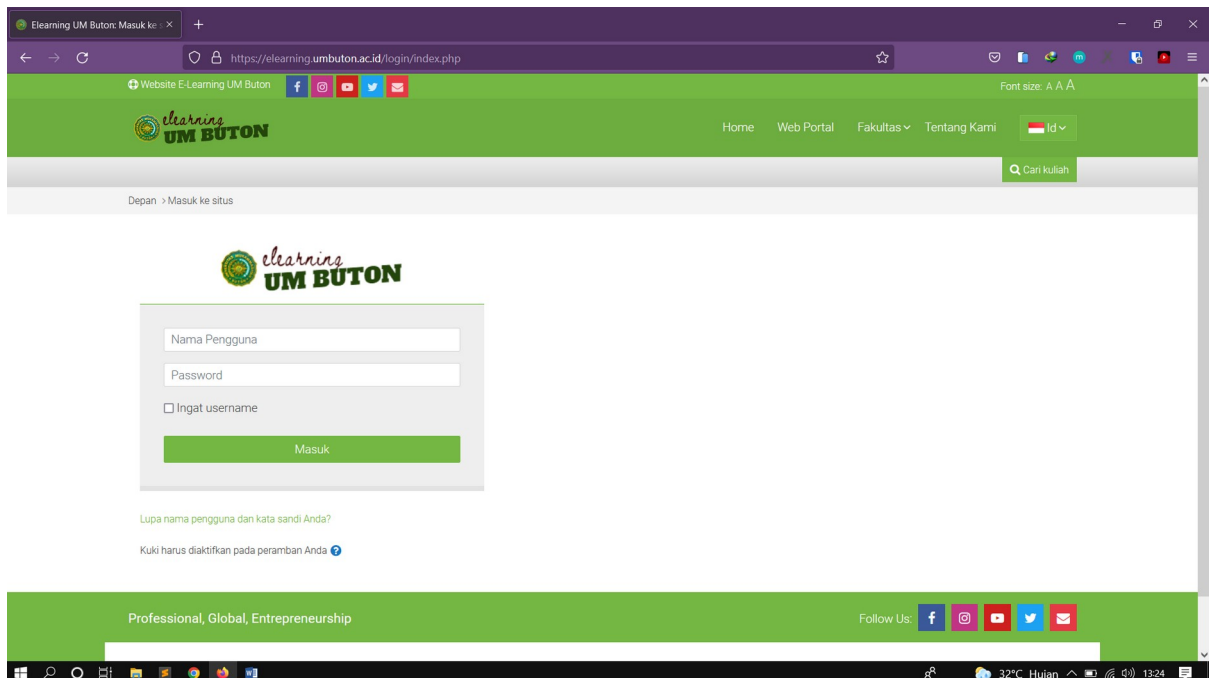 Elearning UM Buton: Masuk ke s
https://elearning.umbuton.ac.id/login/index.php
Website E-Learning UM Buton
Font size: A A A
elearning
UM BUTON
Home Web Portal Fakultas Tentang Kami Id
Cari kuliah
Depan > Masuk ke situs
elearning
UM BUTON
Nama Pengguna
Password
Ingat username
Masuk
Lupa nama pengguna dan kata sandi Anda?
Kuki harus diaktifkan pada peramban Anda
Professional, Global, Entrepreneurship
Follow Us:
32°C Hujan 13:24